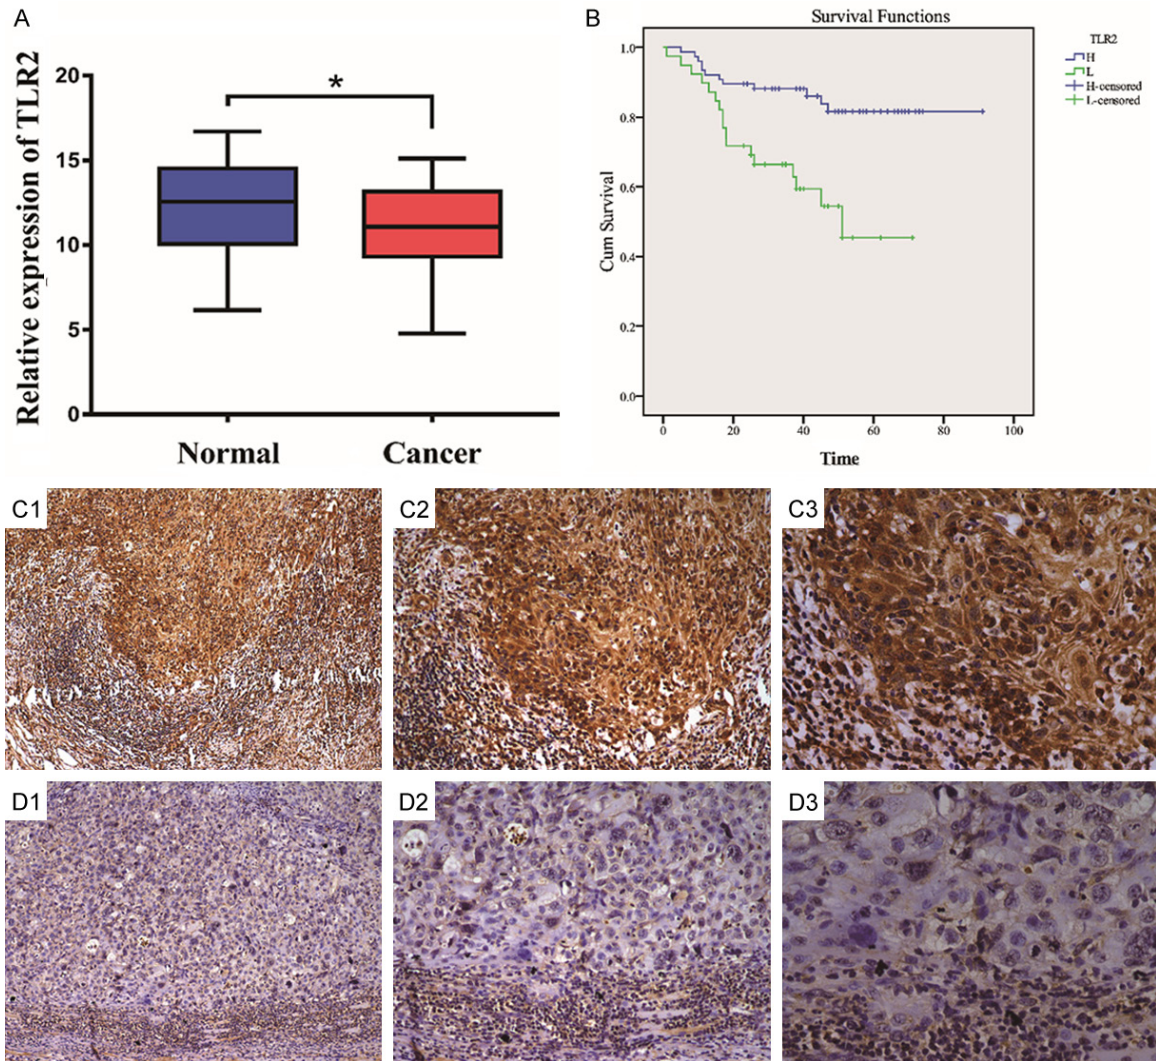 A
Relative expression of TLR2
20
15
10
5
0
*
Normal
Cancer
B
Survival Functions
Cum Survival
1.0
0.8
0.6
0.4
0.2
0.0
0
20
40
60
80
100
Time
TLR2
H
L
H-censored
L-censored
C1
C2
C3
D1
D2
D3